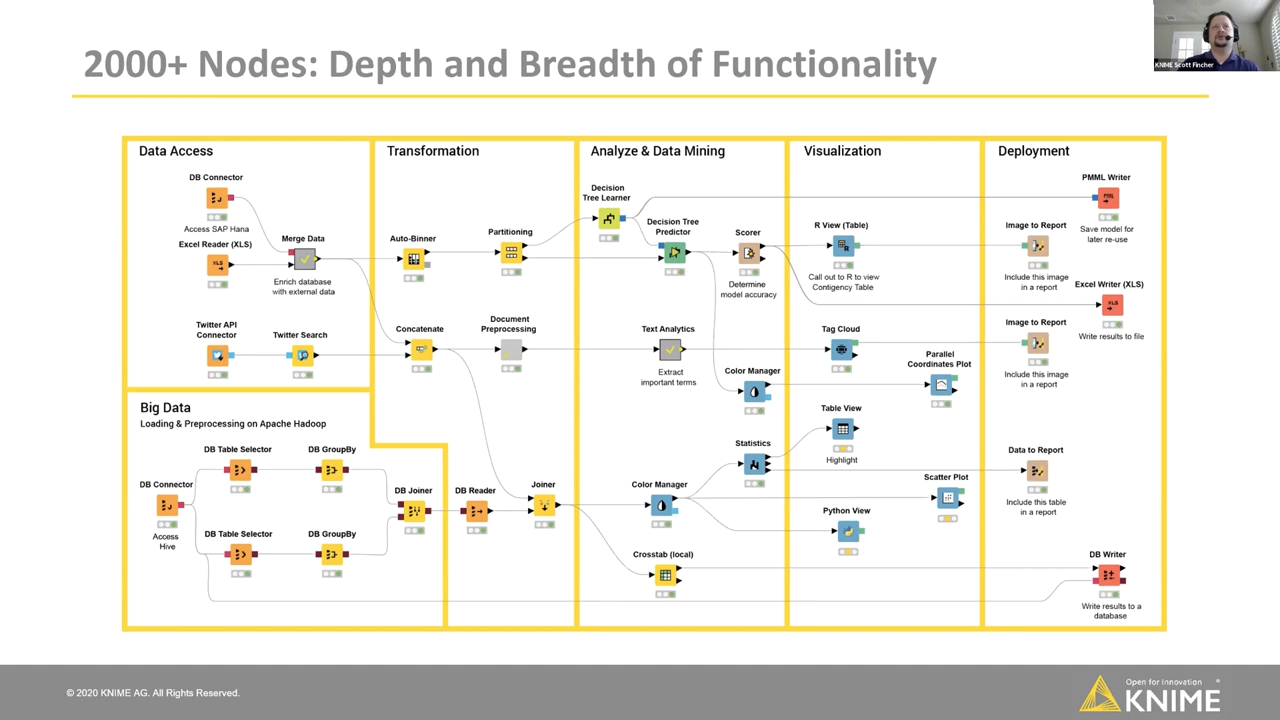 2000+ Nodes: Depth and Breadth of Functionality
KNIME Scott Fincher
Data Access
DB Connector
Access SAP Hana
Excel Reader (XLS)
XLS
Merge Data
Enrich database
with external data
Twitter API
Connector
Twitter Search
Big Data
Loading & Preprocessing on Apache Hadoop
DB Connector
Access
Hive
DB Table Selector
DB GroupBy
DB Table Selector
DB GroupBy
DB Joiner
Transformation
Auto-Binner
Partitioning
Concatenate
Document
Preprocessing
DB Reader
Joiner
Analyze & Data Mining
Decision
Tree Learner
Decision Tree
Predictor
Scorer
Determine
model accuracy
Text Analytics
Extract
important terms
Color Manager
Statistics
Color Manager
Crosstab (local)
Visualization
R View (Table)
R
Call out to R to view
Contigency Table
Tag Cloud
Parallel
Coordinates Plot
Table View
Highlight
Scatter Plot
Python View
Deployment
PMML Writer
PMML
Save model for
later re-use
Image to Report
Include this image
in a report
Excel Writer (XLS)
XLS
Write results to file
Image to Report
Include this image
in a report
Data to Report
Include this table
in a report
DB Writer
Write results to a
database
© 2020 KNIME AG. All Rights Reserved.
Open for Innovation
KNIME